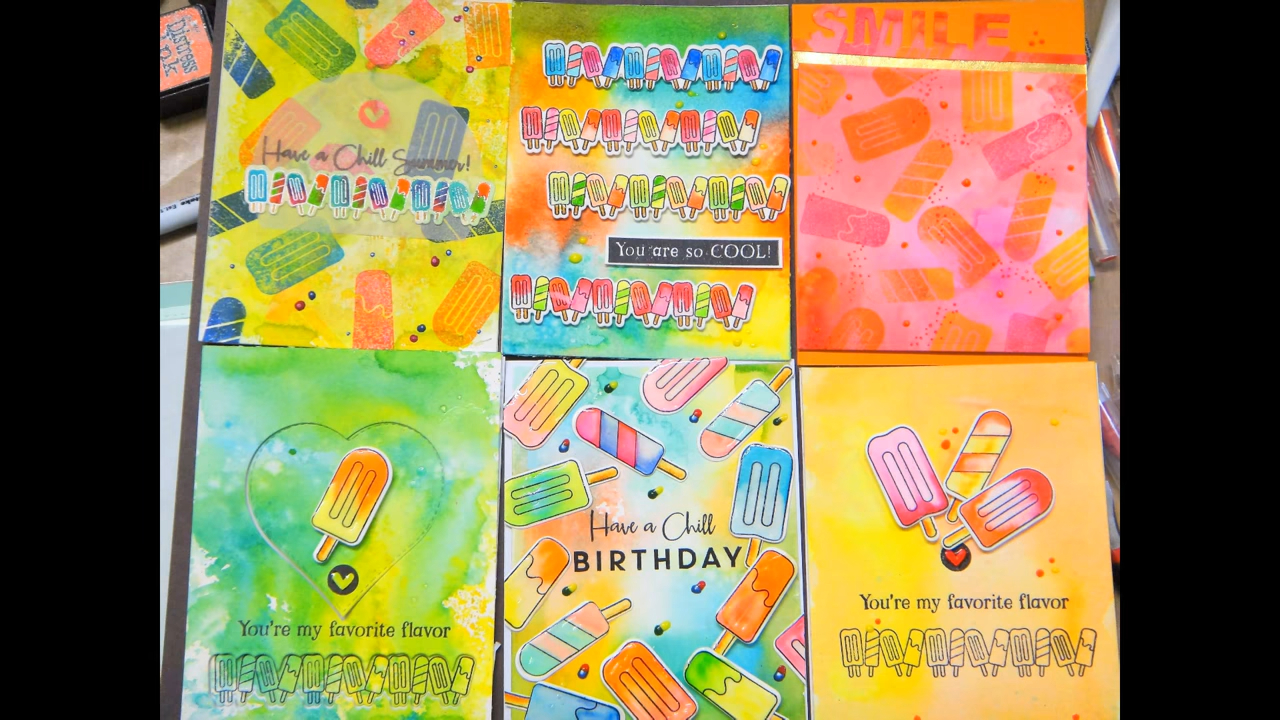 Distress
Ink
SMILE
Have a Chill Summer!
You are so COOL!
You're my favorite flavor
Have a Chill
BIRTHDAY
You're my favorite flavor